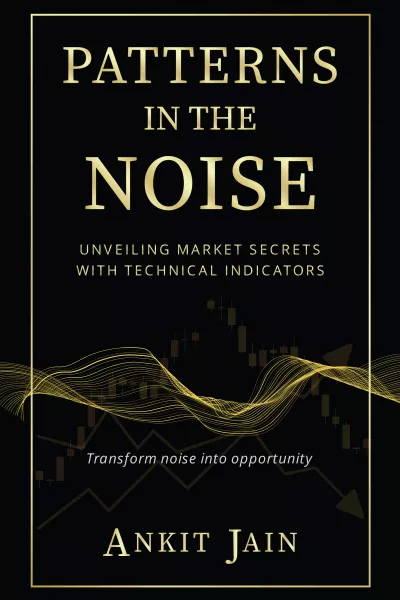 PATTERNS
IN THE
NOISE
UNVEILING MARKET SECRETS
WITH TECHNICAL INDICATORS
Transform noise into opportunity
ANKIT JAIN